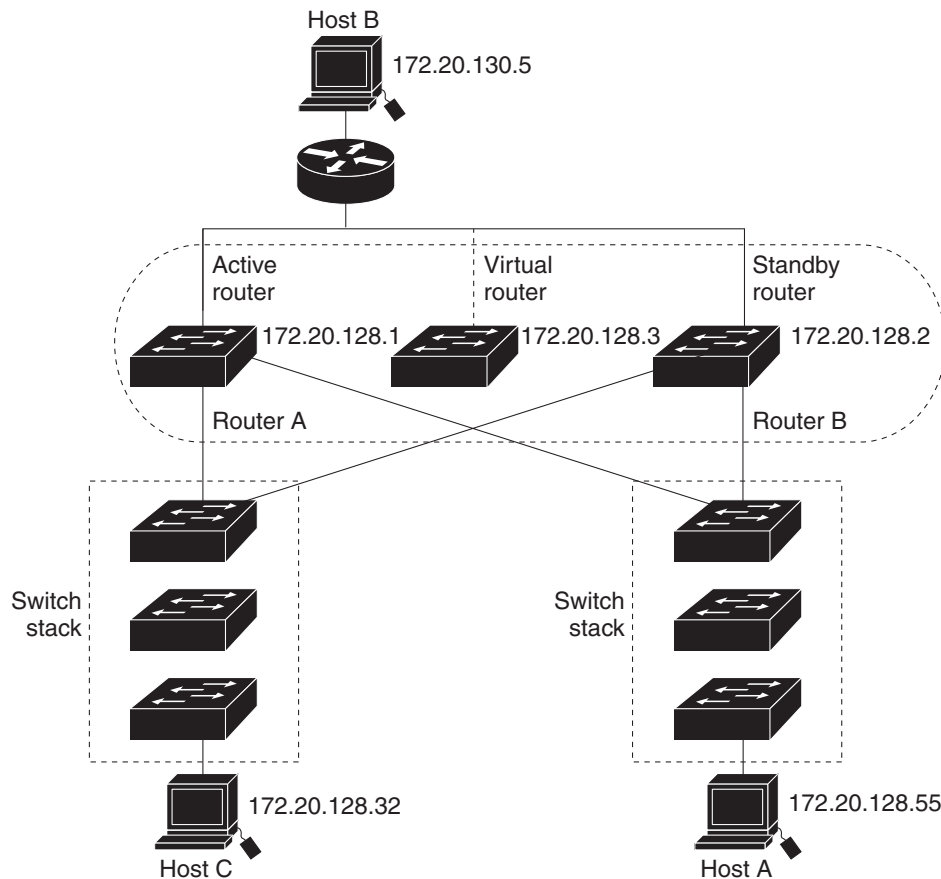 Host B
172.20.130.5
Active
router
Virtual
router
Standby
router
172.20.128.1
172.20.128.3
172.20.128.2
Router A
Router B
Switch
stack
Switch
stack
172.20.128.32
172.20.128.55
Host C
Host A